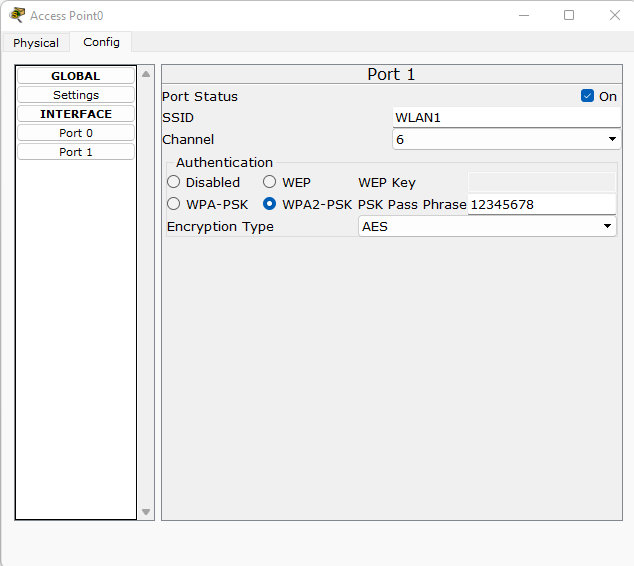 Access Point0
Physical Config
GLOBAL
Settings
INTERFACE
Port 0
Port 1
Port 1
Port Status On
SSID WLAN1
Channel 6
Authentication
Disabled WEP WEP Key
WPA-PSK WPA2-PSK PSK Pass Phrase 12345678
Encryption Type AES